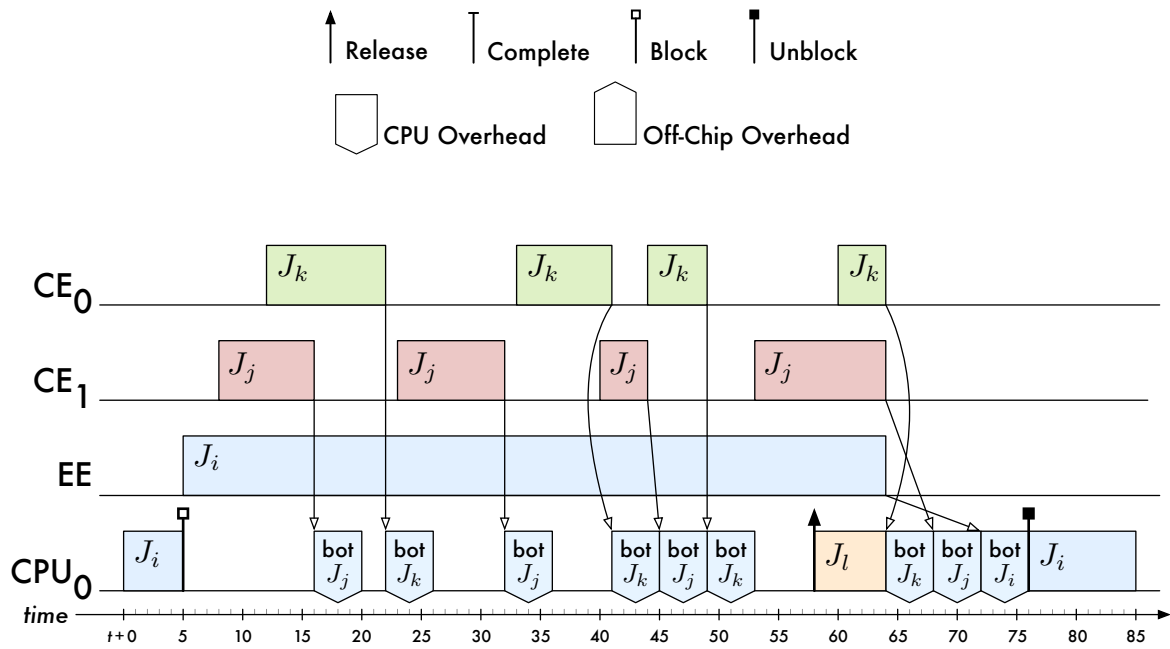 Release Complete Block Unblock
CPU Overhead Off-Chip Overhead
CE0 Jk Jk Jk Jk
CE1 Jj Jj Jj Jj
EE Ji
CPU0 Ji bot Jj bot Jk bot Jj bot Jk bot Jj bot Jk Jl bot Jk bot Jj bot Ji Ji
time
t+0 5 10 15 20 25 30 35 40 45 50 55 60 65 70 75 80 85